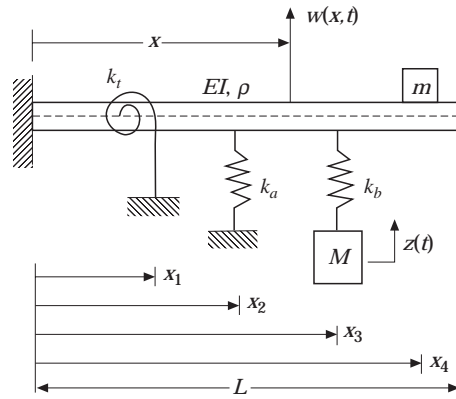 w(x,t)
x
k_t
EI, ρ
m
k_a
k_b
M
z(t)
x_1
x_2
x_3
x_4
L